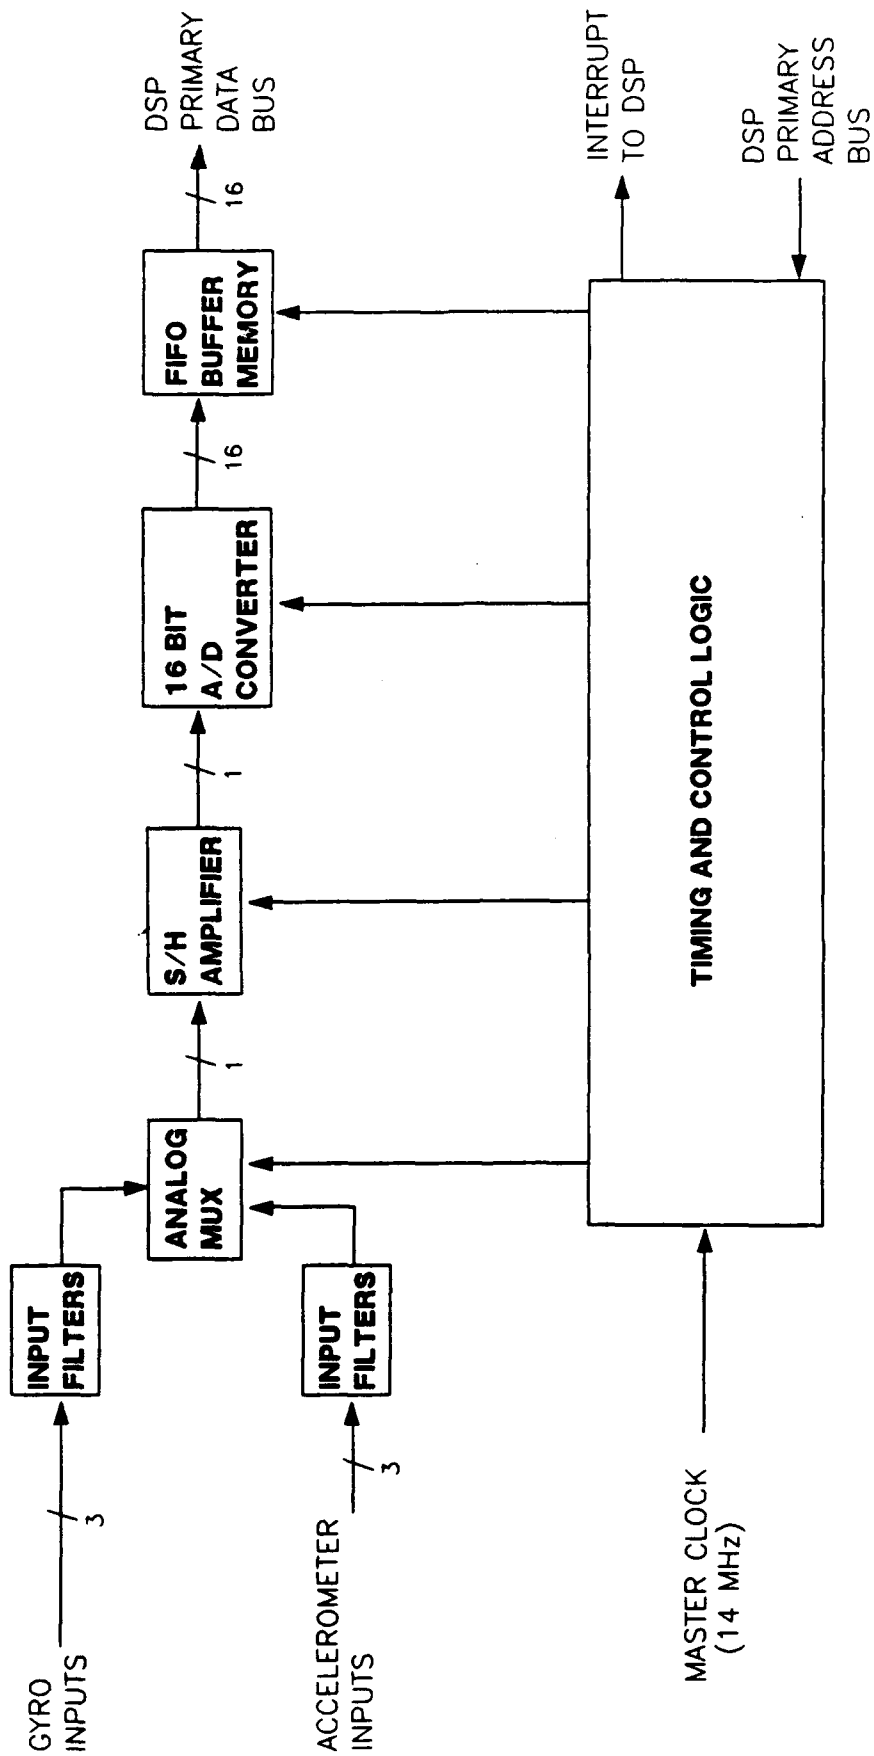 GYRO
INPUTS
3
INPUT
FILTERS
ACCELEROMETER
INPUTS
3
INPUT
FILTERS
ANALOG
MUX
1
S/H
AMPLIFIER
1
16 BIT
A/D
CONVERTER
16
FIFO
BUFFER
MEMORY
16
DSP
PRIMARY
DATA
BUS
MASTER CLOCK
(14 MHz)
TIMING AND CONTROL LOGIC
INTERRUPT
TO DSP
DSP
PRIMARY
ADDRESS
BUS